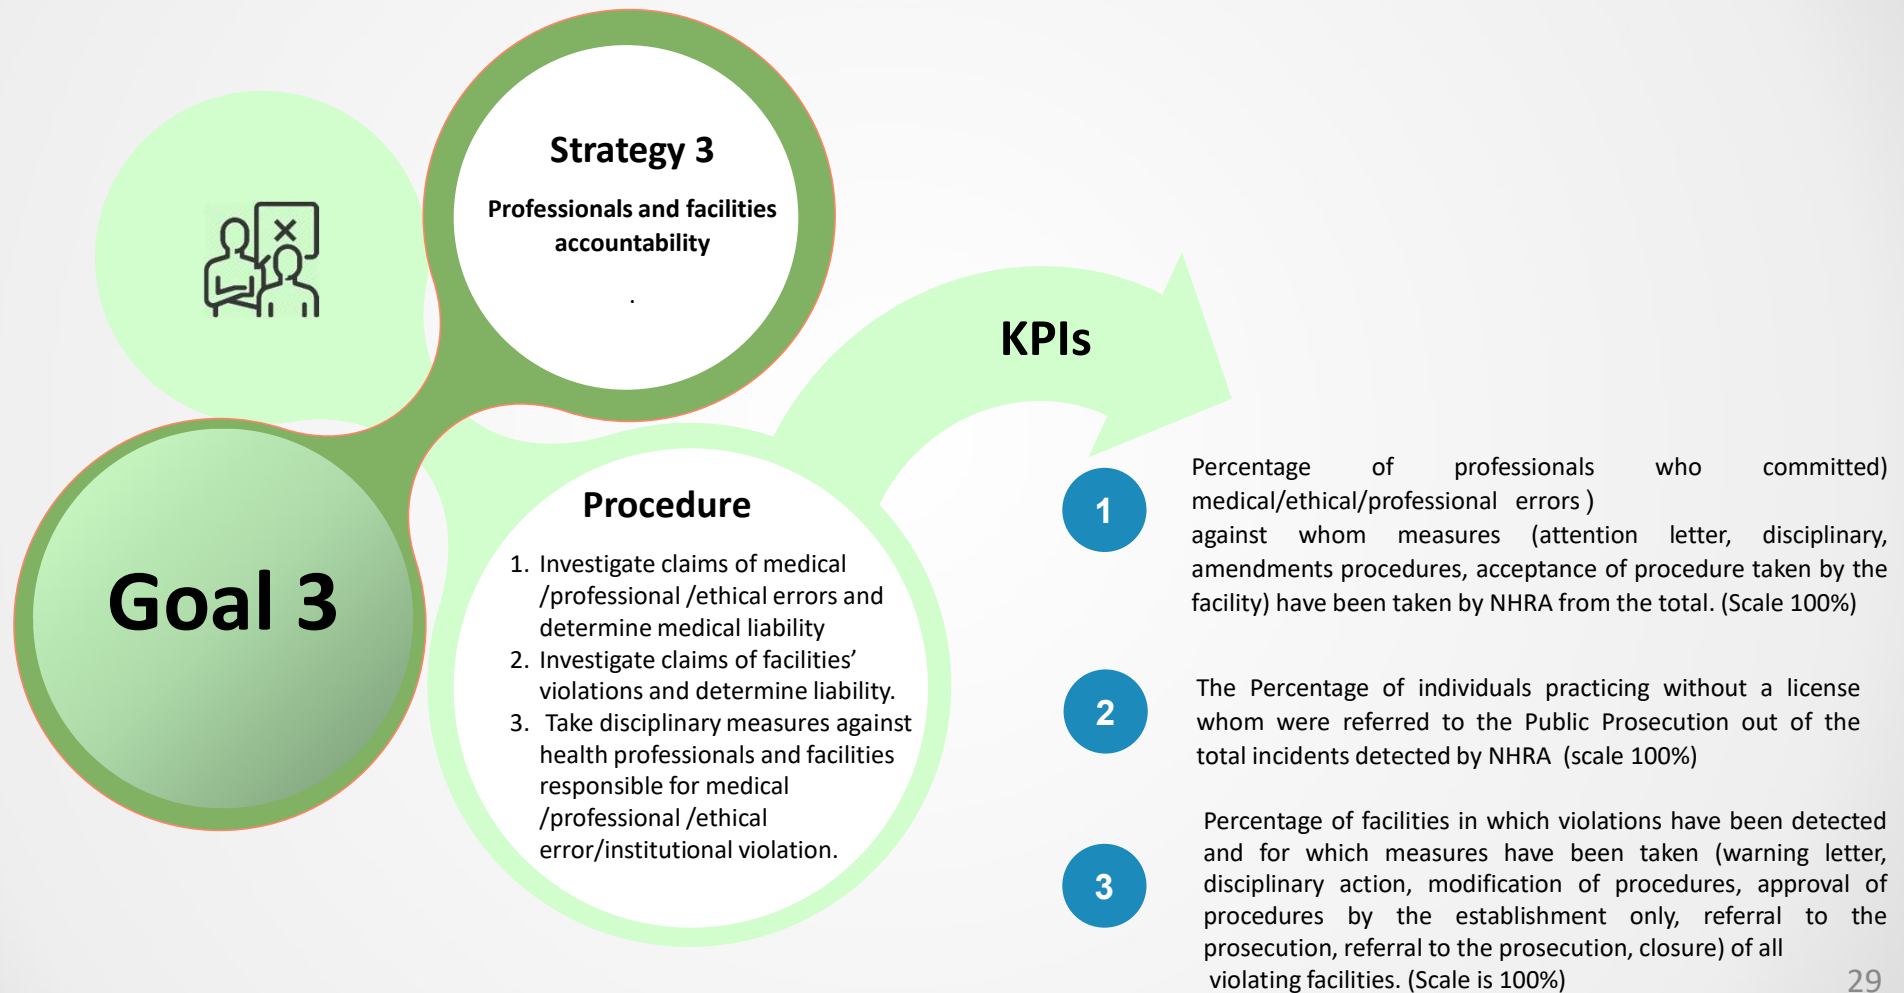 Strategy 3
Professionals and facilities
accountability
.
Goal 3
Procedure
1. Investigate claims of medical
/professional /ethical errors and
determine medical liability
2. Investigate claims of facilities’
violations and determine liability.
3. Take disciplinary measures against
health professionals and facilities
responsible for medical
/professional /ethical
error/institutional violation.
KPIs
1
Percentage of professionals who committed)
medical/ethical/professional errors )
against whom measures (attention letter, disciplinary,
amendments procedures, acceptance of procedure taken by the
facility) have been taken by NHRA from the total. (Scale 100%)
2
The Percentage of individuals practicing without a license
whom were referred to the Public Prosecution out of the
total incidents detected by NHRA (scale 100%)
3
Percentage of facilities in which violations have been detected
and for which measures have been taken (warning letter,
disciplinary action, modification of procedures, approval of
procedures by the establishment only, referral to the
prosecution, referral to the prosecution, closure) of all
violating facilities. (Scale is 100%)
29